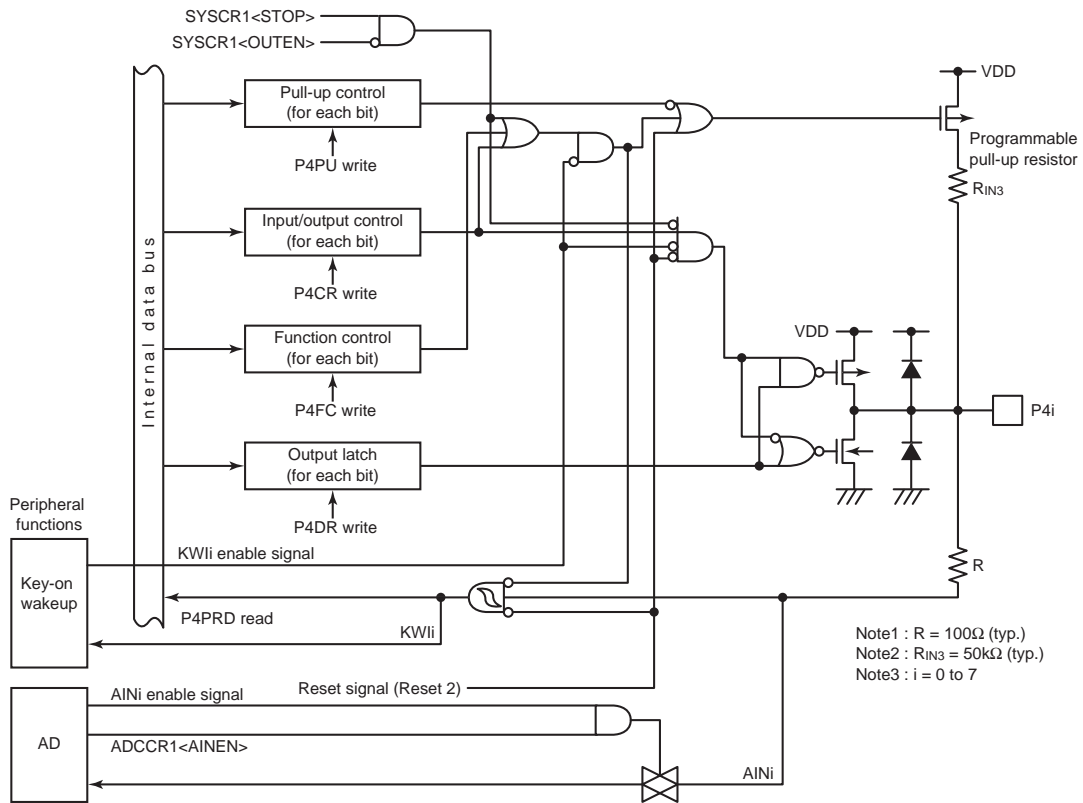 SYSCR1<STOP>
SYSCR1<OUTEN>
VDD
Pull-up control
(for each bit)
P4PU write
Programmable
pull-up resistor
RIN3
Internal data bus
Input/output control
(for each bit)
P4CR write
Function control
(for each bit)
P4FC write
VDD
P4i
Output latch
(for each bit)
P4DR write
Peripheral
functions
Key-on
wakeup
KWIi enable signal
R
P4PRD read
KWIi
Note1 : R = 100Ω (typ.)
Note2 : RIN3 = 50kΩ (typ.)
Note3 : i = 0 to 7
Reset signal (Reset 2)
AD
AINi enable signal
ADCCR1<AINEN>
AINi